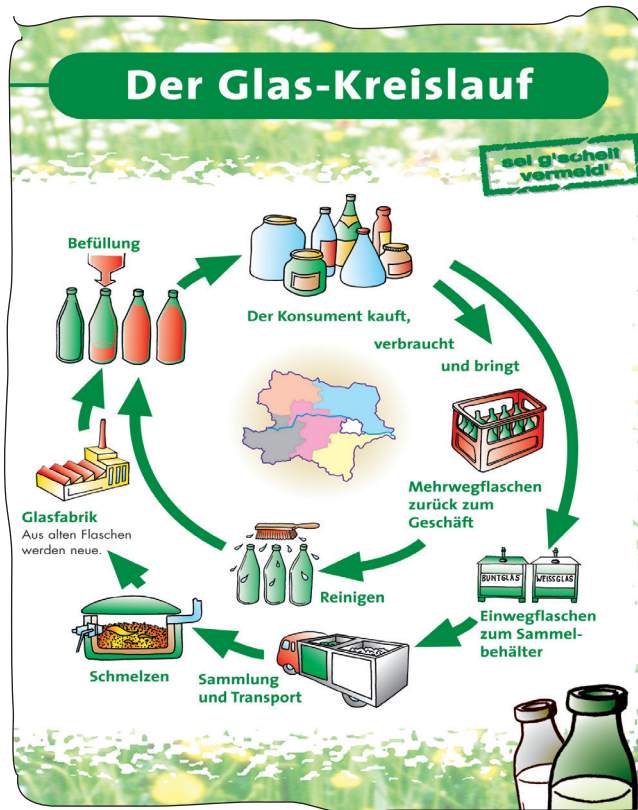 Der Glas-Kreislauf
sei g'scheit
vermeid'
Befüllung
Der Konsument kauft,
verbraucht
und bringt
Mehrwegflaschen
zurück zum
Geschäft
Glasfabrik
Aus alten Flaschen
werden neue.
Reinigen
BUNTGLAS
WEISSGLAS
Einwegflaschen
zum Sammel-
behälter
Schmelzen
Sammlung
und Transport